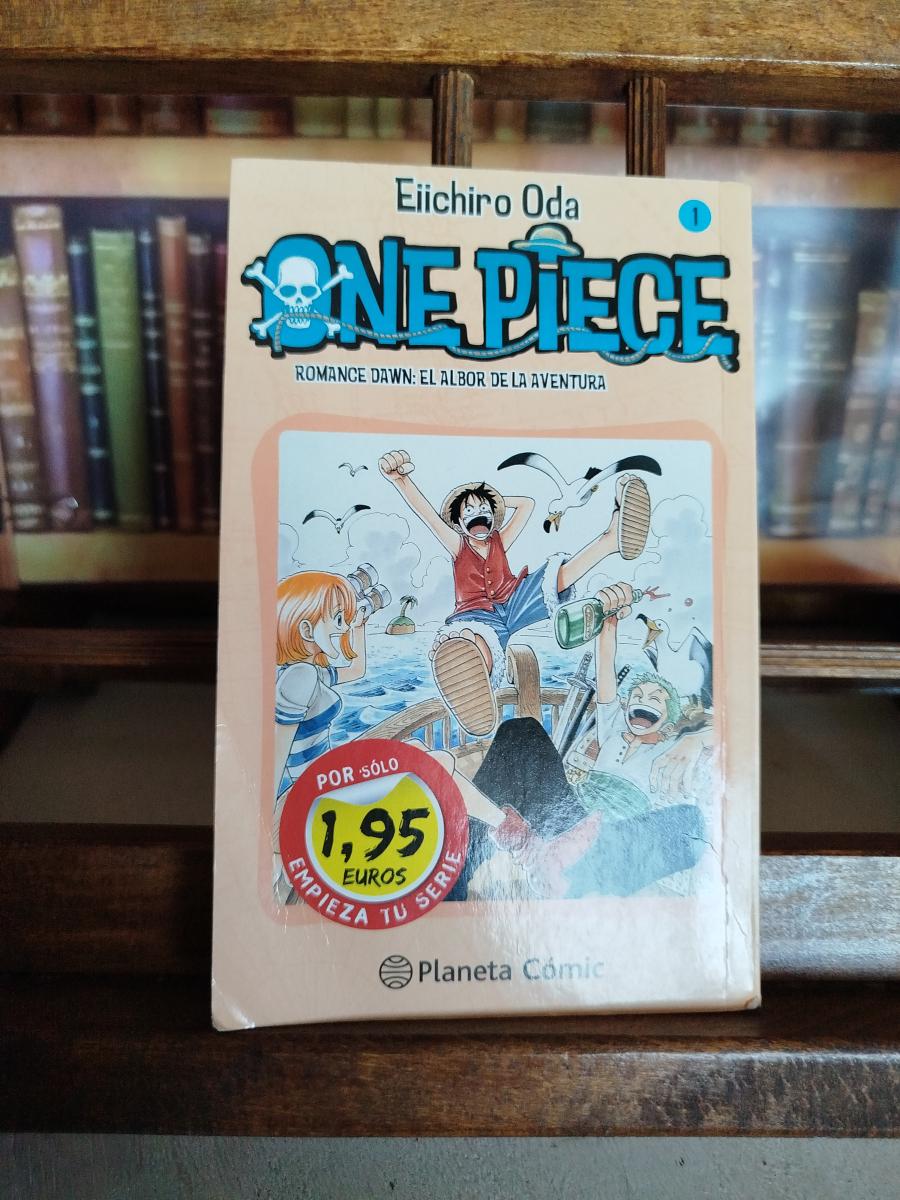 Eiichiro Oda
1
ONE PIECE
ROMANCE DAWN: EL ALBOR DE LA AVENTURA
POR SÓLO
1,95
EUROS
EMPIEZA TU SERIE
Planeta Cómic